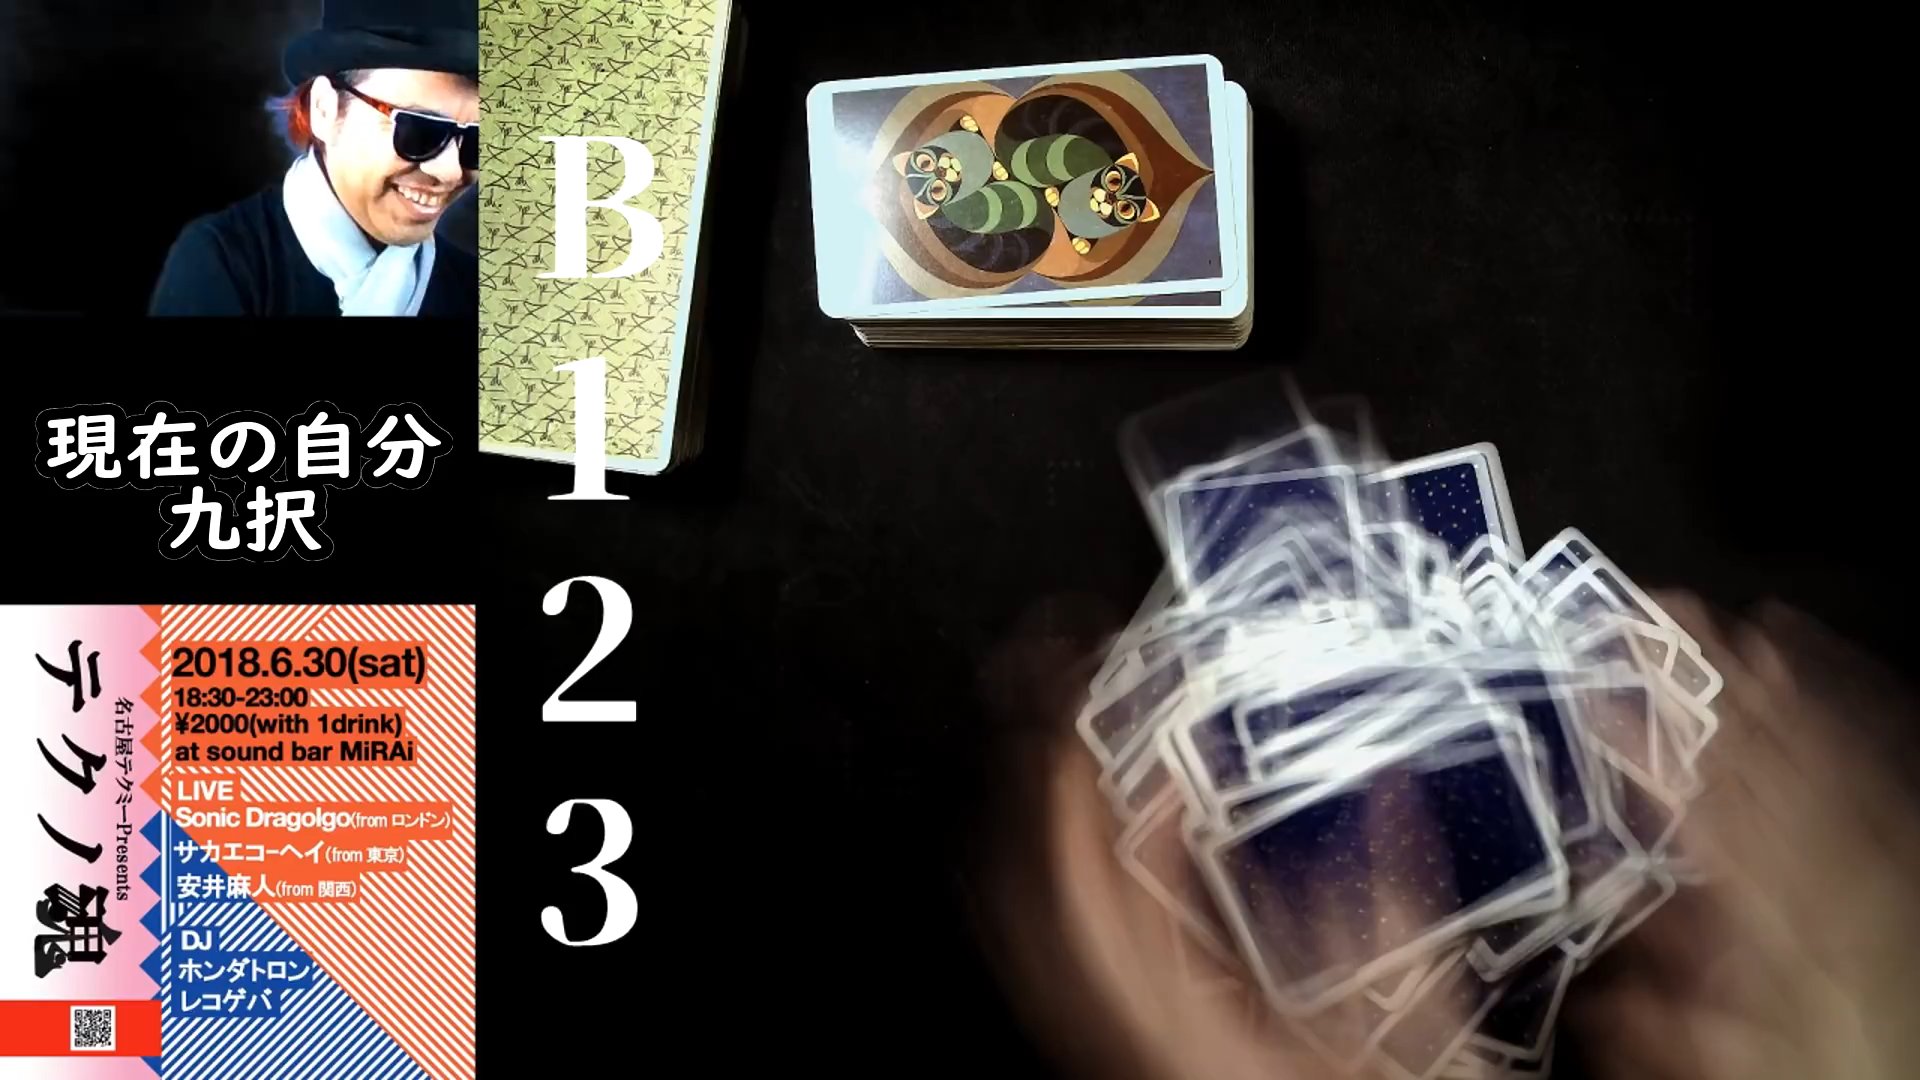 B
1
2
3
現在の自分
九択
テクノ魂
名古屋テクミーPresents
2018.6.30(sat)
18:30-23:00
¥2000(with 1drink)
at sound bar MiRAi
LIVE
Sonic Dragolgo(from ロンドン)
サカエコーヘイ(from 東京)
安井麻人(from 関西)
DJ
ホンダトロン
レコゲバ